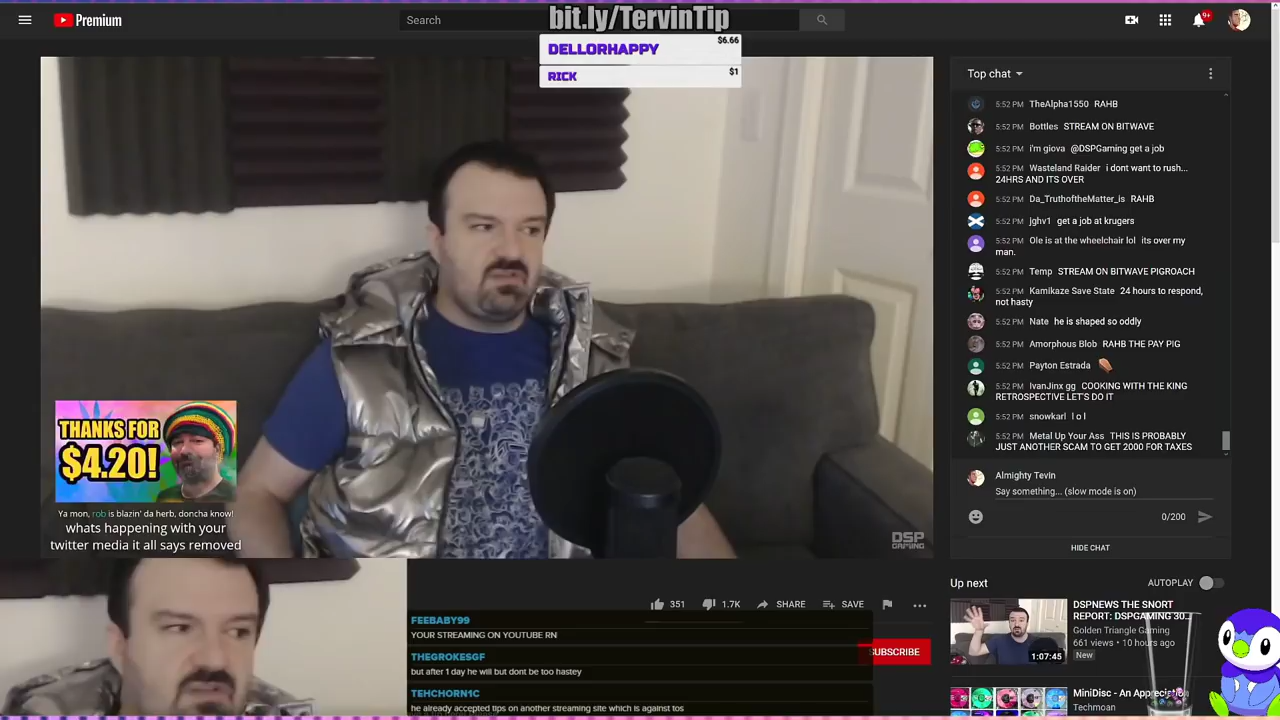 Premium
Search
bit.ly/TervinTip
9+
DELLORHAPPY $6.66
RICK $1
Top chat
5:52 PM TheAlpha1550 RAHB
5:52 PM Bottles STREAM ON BITWAVE
5:52 PM i'm giova @DSPGaming get a job
5:52 PM Wasteland Raider i dont want to rush...
24HRS AND ITS OVER
5:52 PM Da_TruthoftheMatter_is RAHB
5:52 PM jghv1 get a job at krugers
5:52 PM Ole is at the wheelchair lol its over my
man.
5:52 PM Temp STREAM ON BITWAVE PIGROACH
5:52 PM Kamikaze Save State 24 hours to respond,
not hasty
5:52 PM Nate he is shaped so oddly
5:52 PM Amorphous Blob RAHB THE PAY PIG
5:52 PM Payton Estrada
5:52 PM IvanJinx gg COOKING WITH THE KING
RETROSPECTIVE LET'S DO IT
5:52 PM snowkarl l o l
5:52 PM Metal Up Your Ass THIS IS PROBABLY
JUST ANOTHER SCAM TO GET 2000 FOR TAXES
Almighty Tevin
Say something... (slow mode is on)
0/200
HIDE CHAT
THANKS FOR
$4.20!
Ya mon, rob is blazin' da herb, doncha know!
whats happening with your
twitter media it all says removed
DSP
GAMING
351 1.7K SHARE SAVE
SUBSCRIBE
FEEBABY99
YOUR STREAMING ON YOUTUBE RN
THEGROKESGF
but after 1 day he will but dont be too hastey
TEHCHORN1C
he already accepted tips on another streaming site which is against tos
Up next AUTOPLAY
DSPNEWS THE SNORT
REPORT: DSPGAMING 30...
Golden Triangle Gaming
661 views • 10 hours ago
New
1:07:45
MiniDisc - An Appreciation
Techmoan